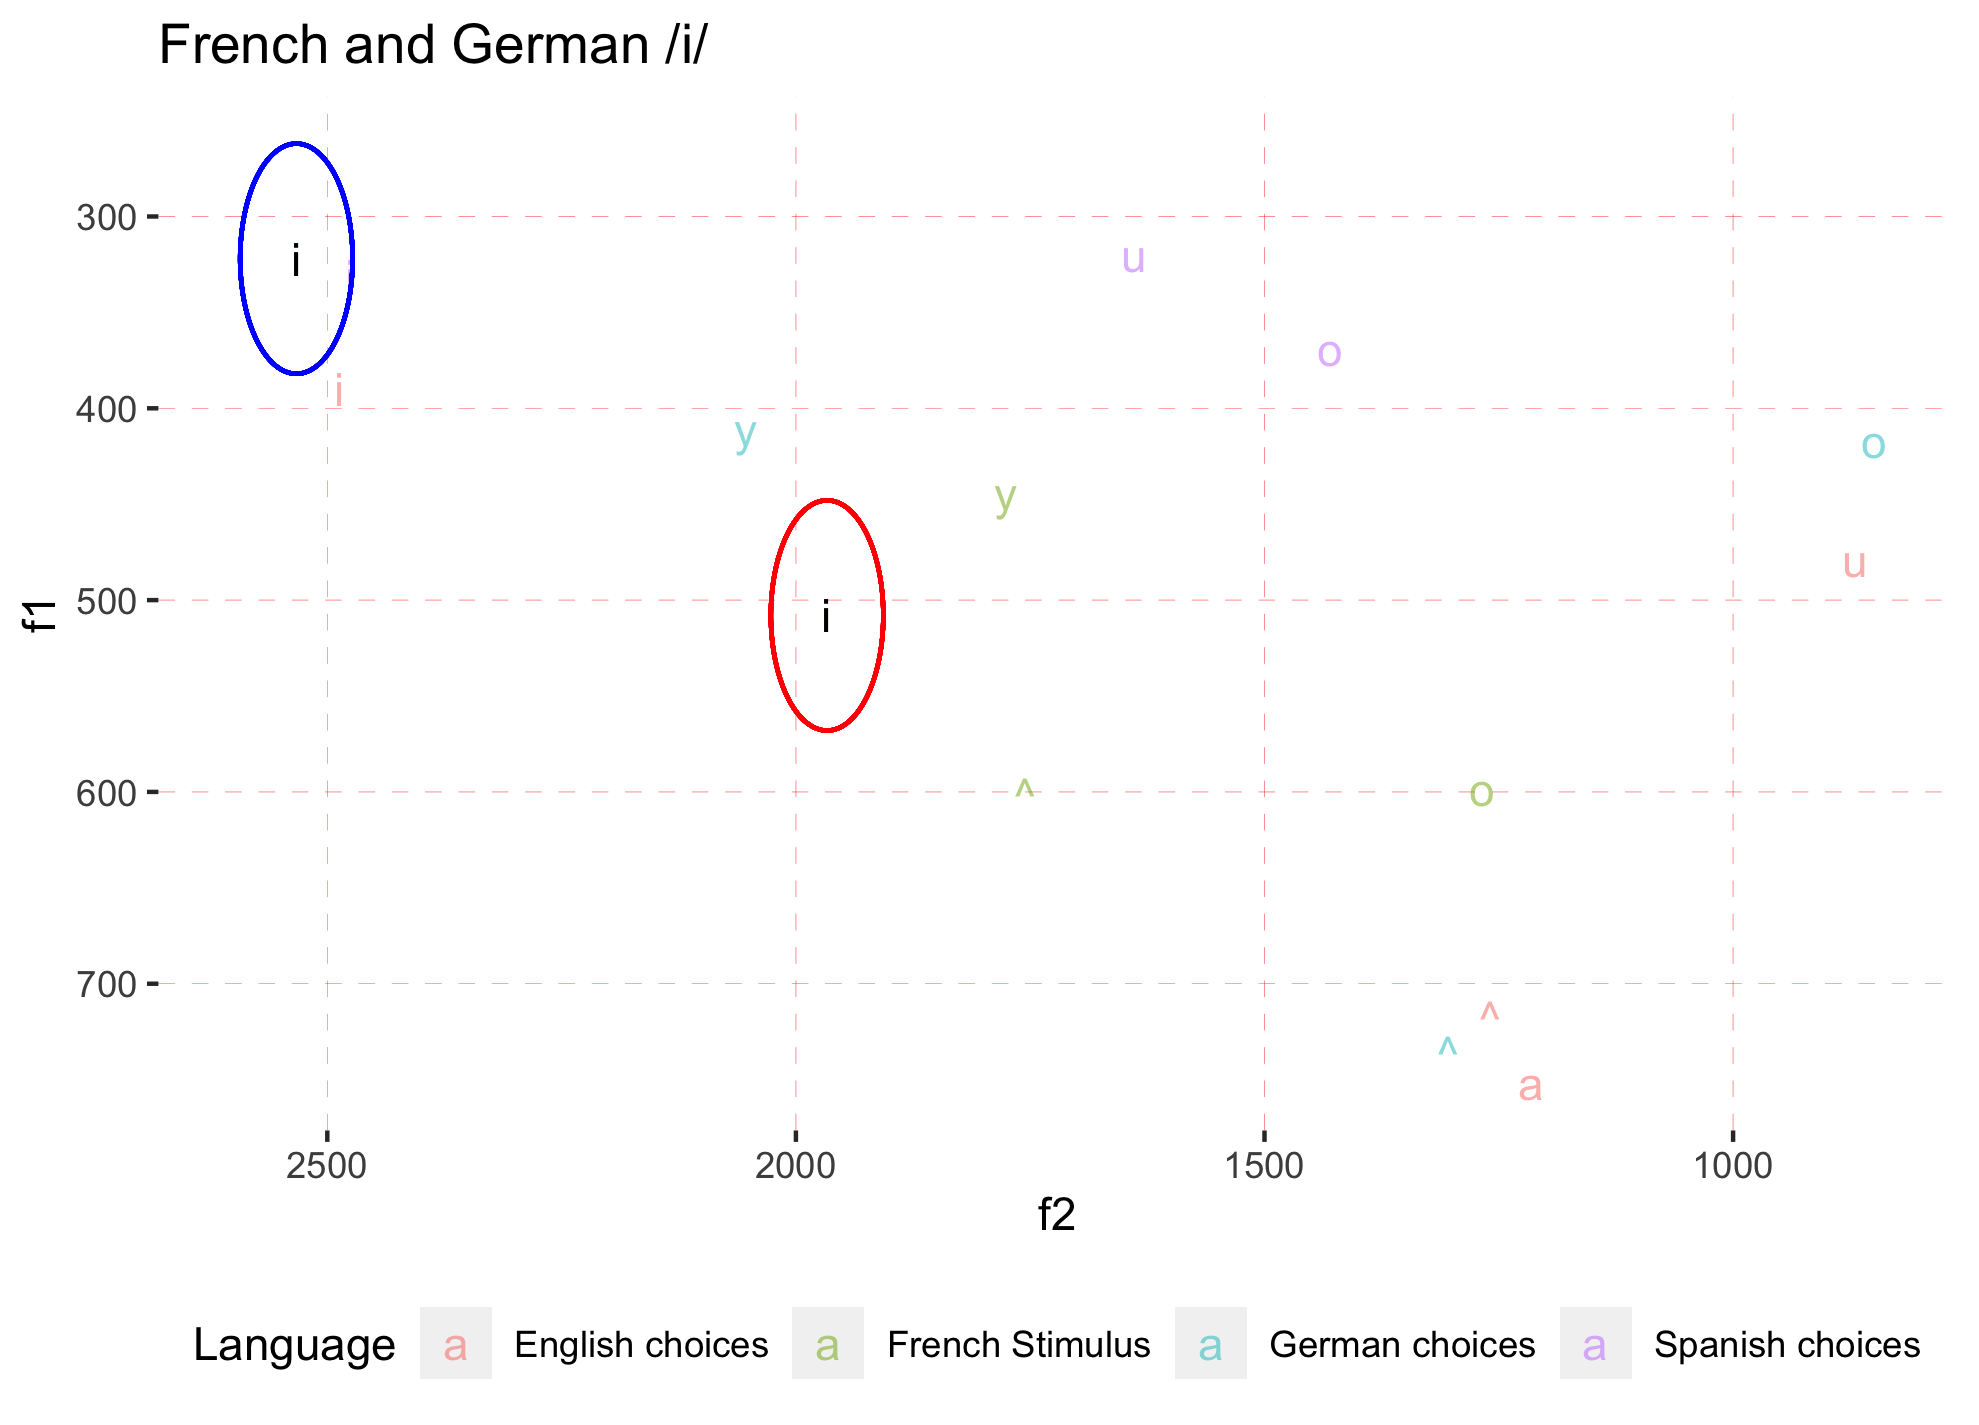 French and German /i/
300
i
u
o
i
400
y
o
y
u
f1
500
i
600
^
o
700
^
^
a
2500 2000 1500 1000
f2
Language a English choices a French Stimulus a German choices a Spanish choices